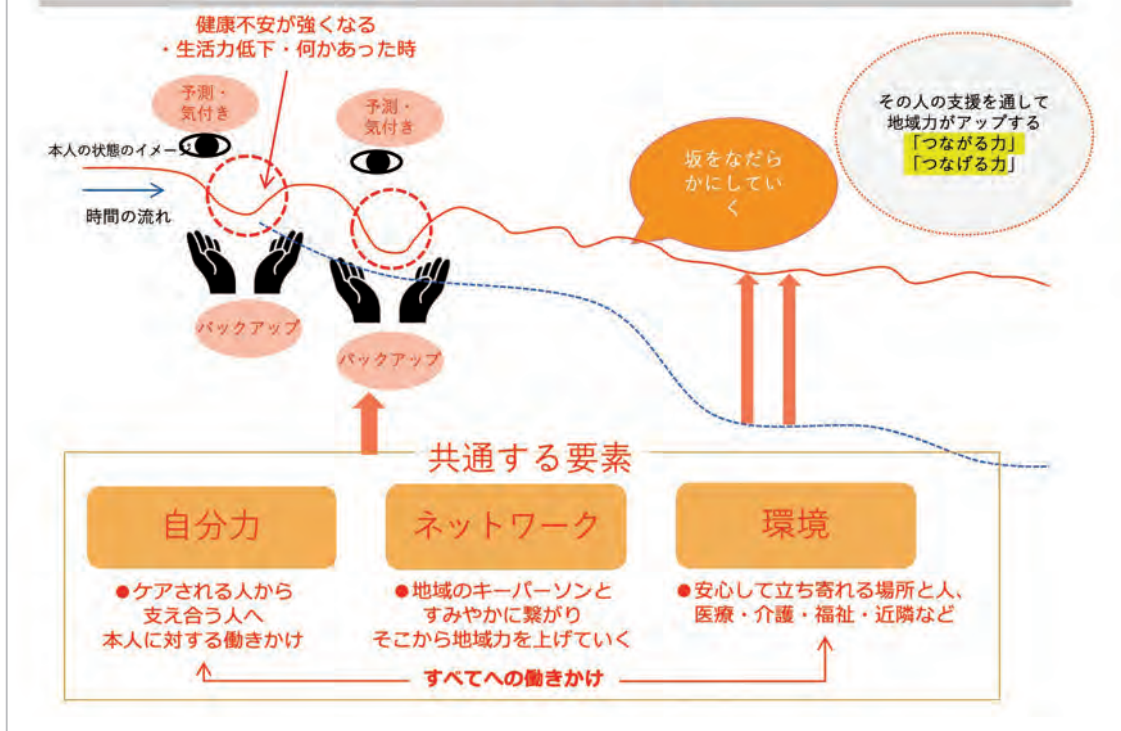 健康不安が強くなる
・生活力低下・何かあった時
予測・
気付き
予測・
気付き
本人の状態のイメージ
時間の流れ
バックアップ
バックアップ
坂をなだら
かにしてい
く
その人の支援を通して
地域力がアップする
「つながる力」
「つなげる力」
共通する要素
自分力
●ケアされる人から
支え合う人へ
本人に対する働きかけ
ネットワーク
●地域のキーパーソンと
すみやかに繋がり
そこから地域力を上げていく
環境
●安心して立ち寄れる場所と人、
医療・介護・福祉・近隣など
すべてへの働きかけ